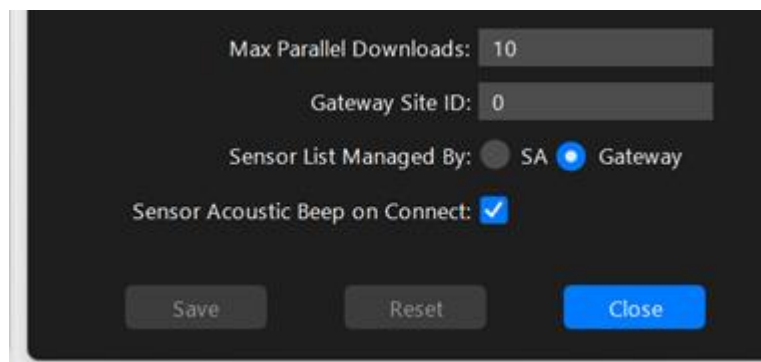 Max Parallel Downloads: 10
Gateway Site ID: 0
Sensor List Managed By: SA Gateway
Sensor Acoustic Beep on Connect:
Save Reset Close